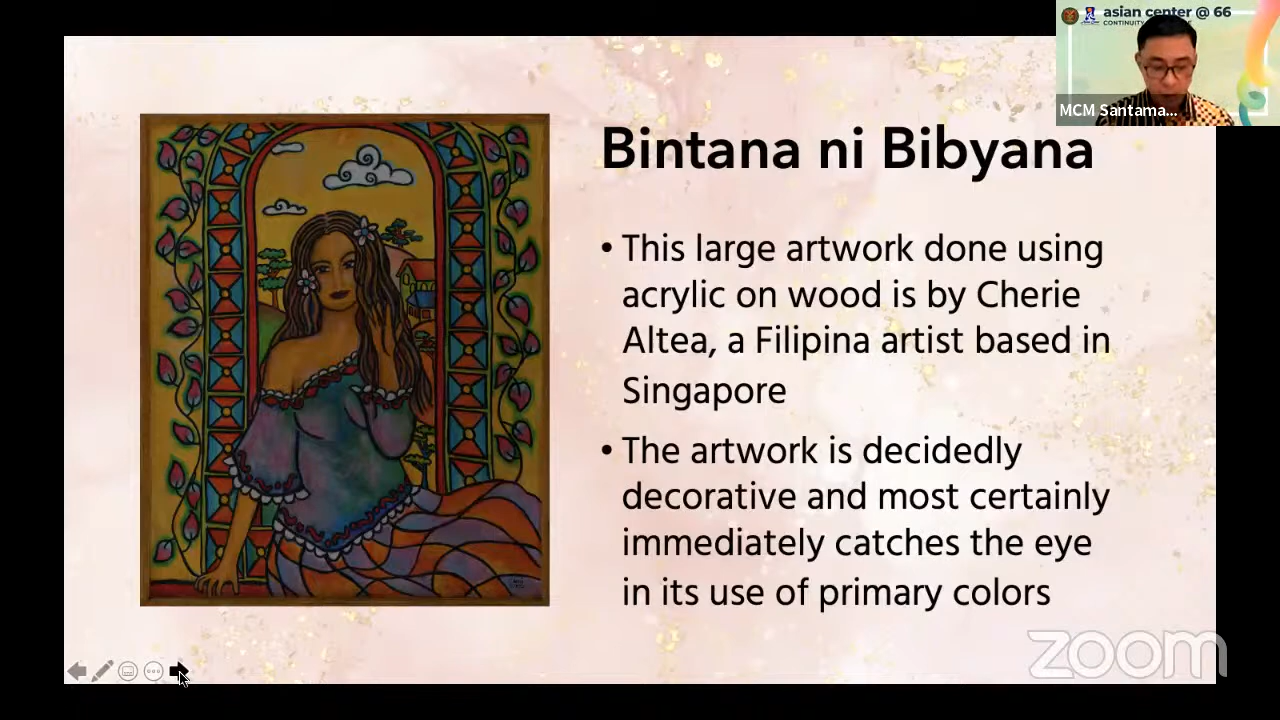 asian center @ 66
MCM Santama...
Bintana ni Bibyana
• This large artwork done using
acrylic on wood is by Cherie
Altea, a Filipina artist based in
Singapore
• The artwork is decidedly
decorative and most certainly
immediately catches the eye
in its use of primary colors
zoom